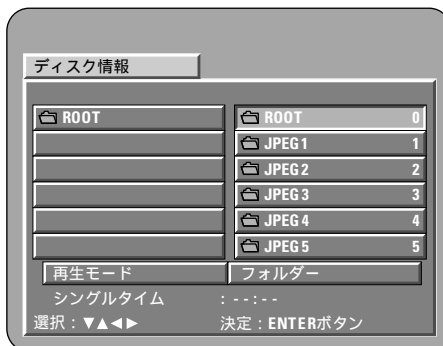 ディスク情報
ROOT
ROOT 0
JPEG1 1
JPEG2 2
JPEG3 3
JPEG4 4
JPEG5 5
再生モード フォルダー
シングルタイム :--:--
選択:▼▲◀▶ 決定:ENTERボタン